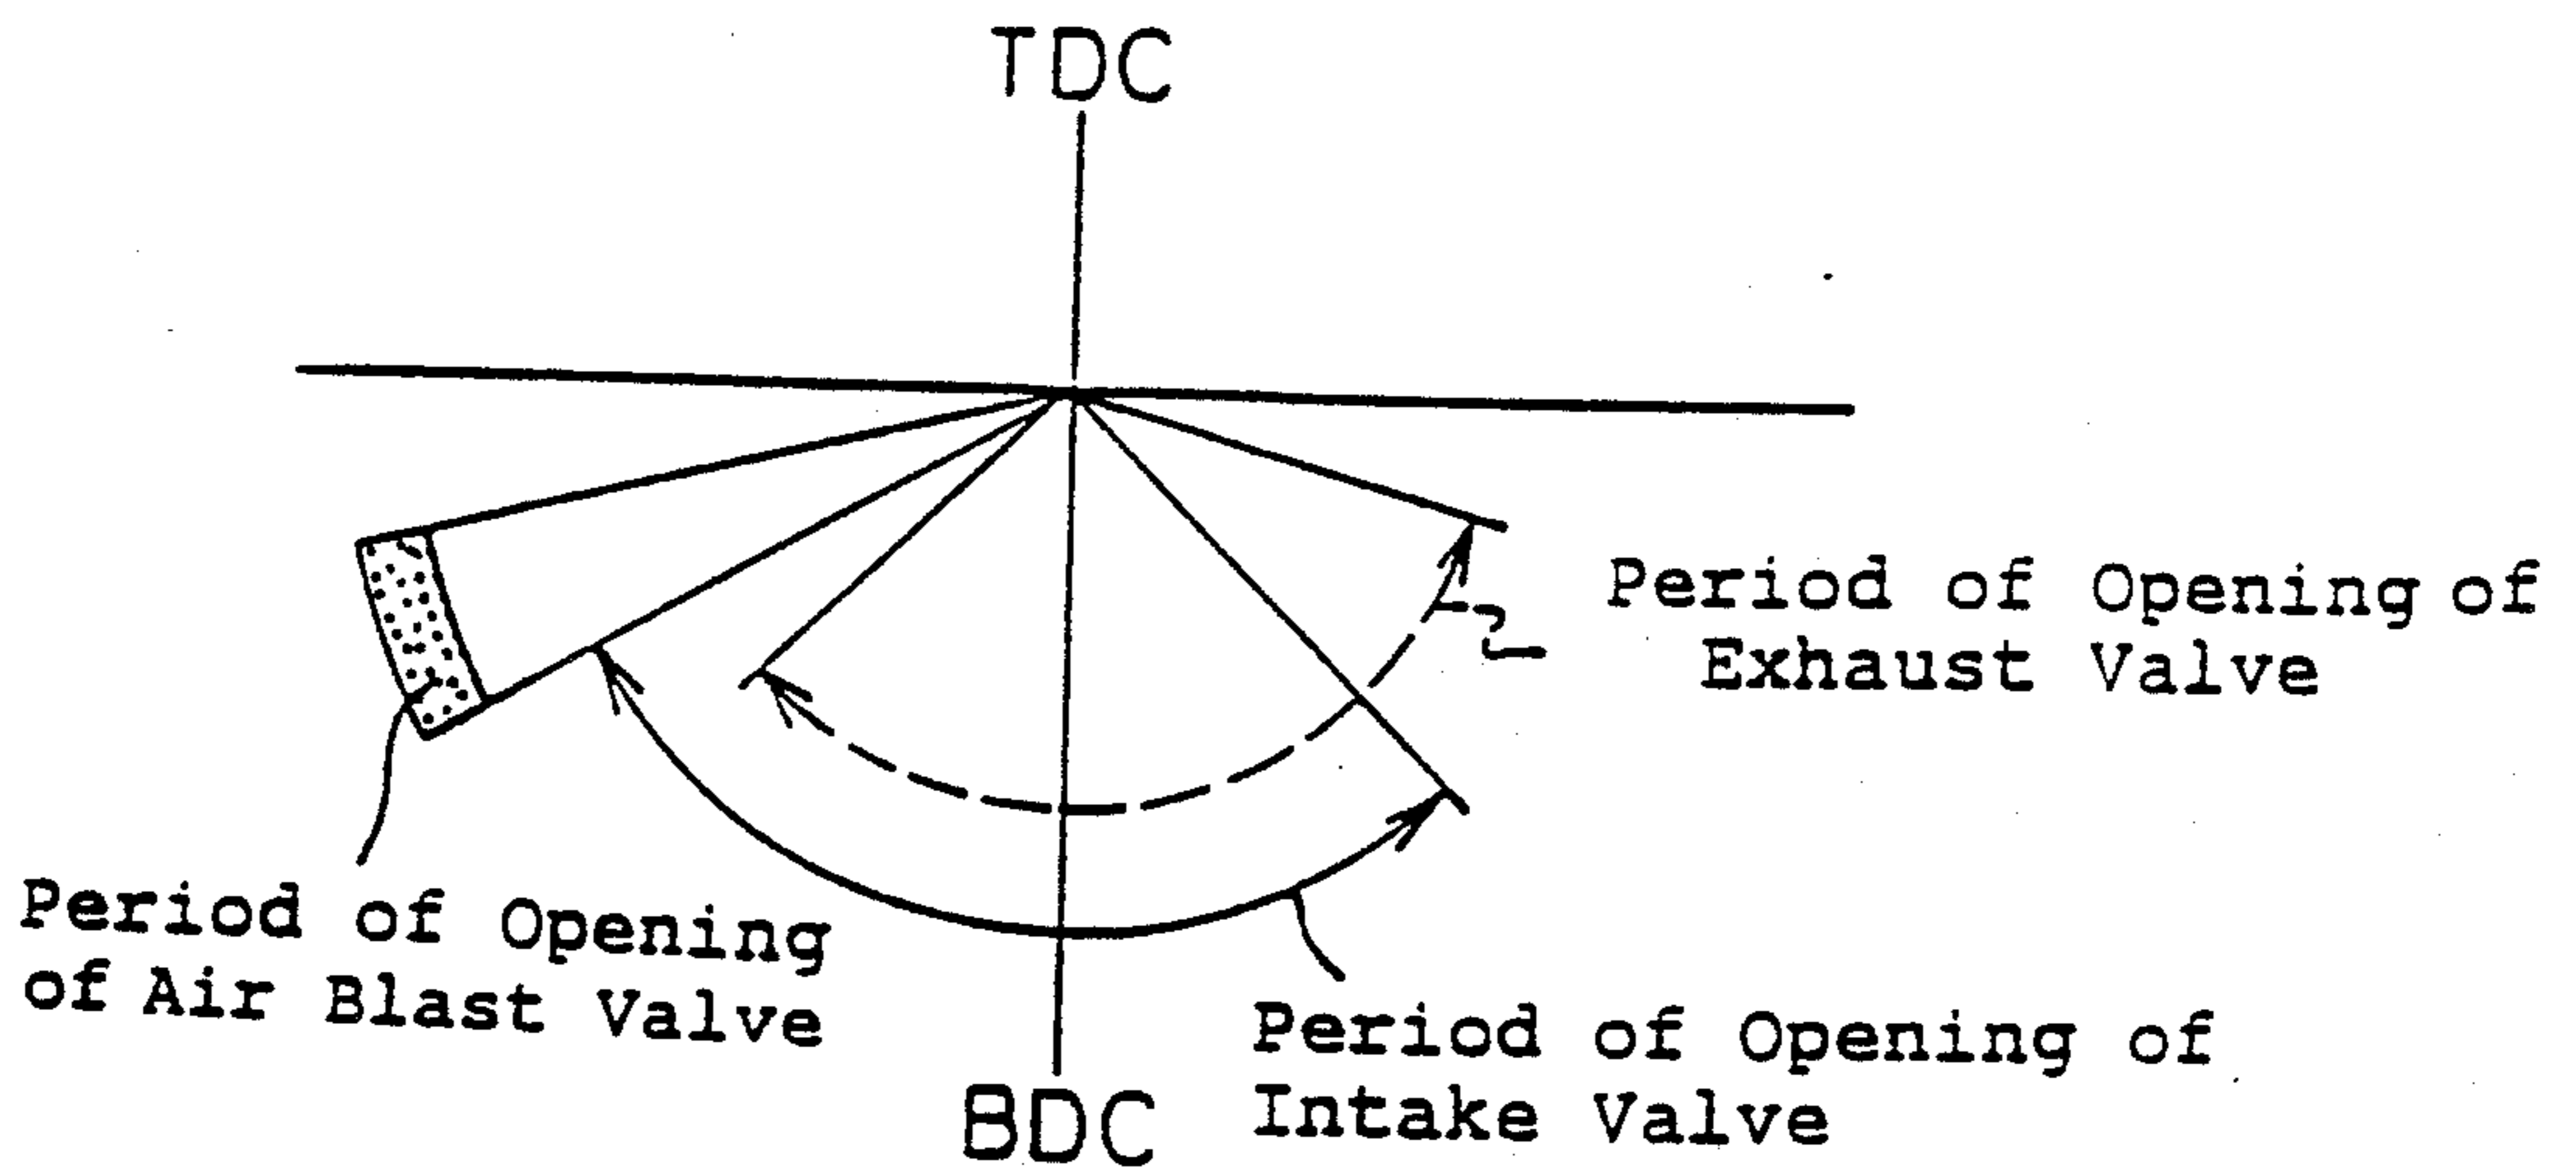 TDC
Period of Opening of
Exhaust Valve
Period of Opening
of Air Blast Valve
Period of Opening of
Intake Valve
BDC